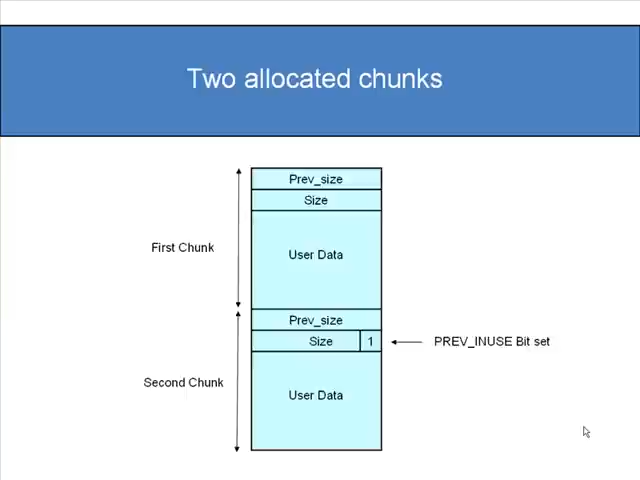 Two allocated chunks
Prev_size
Size
First Chunk
User Data
Prev_size
Size 1
PREV_INUSE Bit set
Second Chunk
User Data